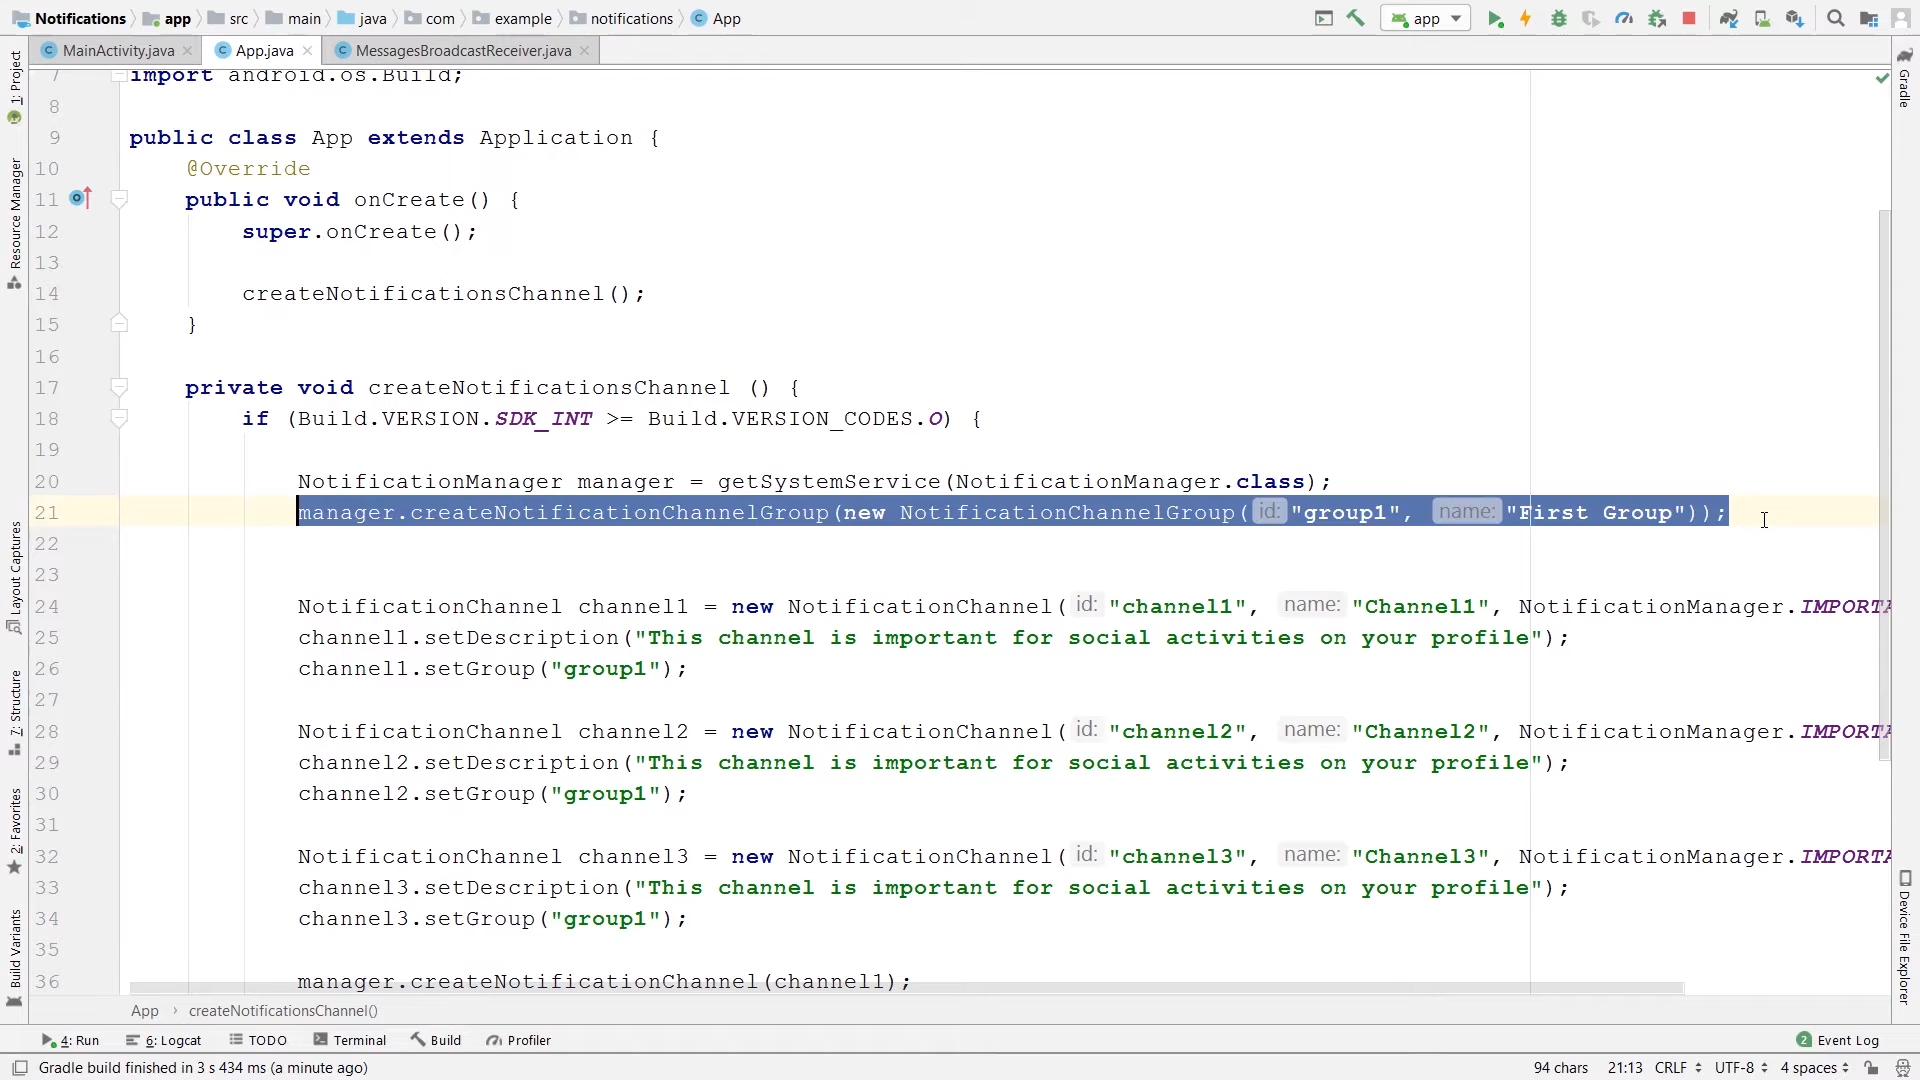 Notifications app src main java com example notifications App app
MainActivity.java App.java MessagesBroadcastReceiver.java
1: Project
Resource Manager
Layout Captures
7: Structure
2: Favorites
Build Variants
7 import android.os.Build;
8
9 public class App extends Application {
10 @Override
11 public void onCreate() {
12 super.onCreate();
13
14 createNotificationsChannel();
15 }
16
17 private void createNotificationsChannel () {
18 if (Build.VERSION.SDK_INT >= Build.VERSION_CODES.O) {
19
20 NotificationManager manager = getSystemService(NotificationManager.class);
21 manager.createNotificationChannelGroup(new NotificationChannelGroup( id: "group1", name: "First Group"));
22
23
24 NotificationChannel channel1 = new NotificationChannel( id: "channel1", name: "Channel1", NotificationManager.IMPORTA
25 channel1.setDescription("This channel is important for social activities on your profile");
26 channel1.setGroup("group1");
27
28 NotificationChannel channel2 = new NotificationChannel( id: "channel2", name: "Channel2", NotificationManager.IMPORTA
29 channel2.setDescription("This channel is important for social activities on your profile");
30 channel2.setGroup("group1");
31
32 NotificationChannel channel3 = new NotificationChannel( id: "channel3", name: "Channel3", NotificationManager.IMPORTA
33 channel3.setDescription("This channel is important for social activities on your profile");
34 channel3.setGroup("group1");
35
36 manager.createNotificationChannel(channel1);
Gradle
Device File Explorer
App › createNotificationsChannel()
4: Run 6: Logcat TODO Terminal Build Profiler 2 Event Log
Gradle build finished in 3 s 434 ms (a minute ago) 94 chars 21:13 CRLF UTF-8 4 spaces